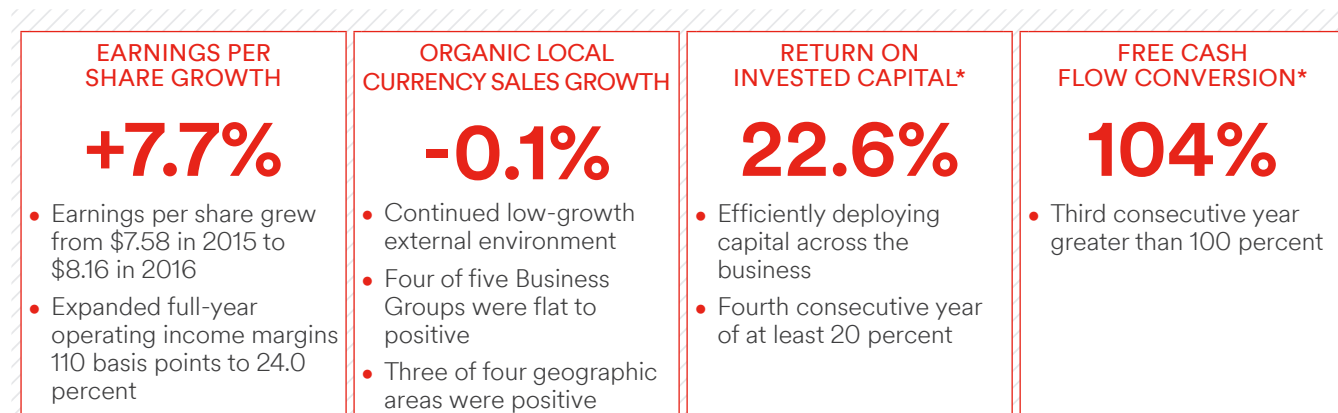 EARNINGS PER
SHARE GROWTH
+7.7%
• Earnings per share grew
from $7.58 in 2015 to
$8.16 in 2016
• Expanded full-year
operating income margins
110 basis points to 24.0
percent
ORGANIC LOCAL
CURRENCY SALES GROWTH
-0.1%
• Continued low-growth
external environment
• Four of five Business
Groups were flat to
positive
• Three of four geographic
areas were positive
RETURN ON
INVESTED CAPITAL*
22.6%
• Efficiently deploying
capital across the
business
• Fourth consecutive year
of at least 20 percent
FREE CASH
FLOW CONVERSION*
104%
• Third consecutive year
greater than 100 percent